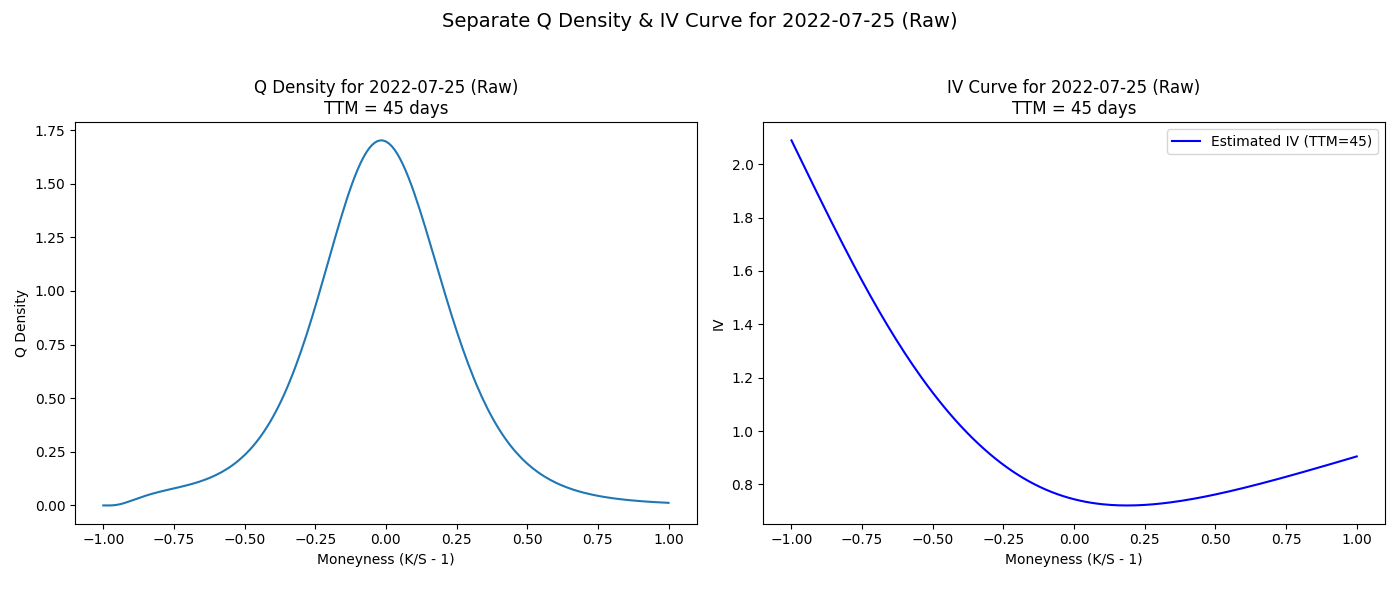 Separate Q Density & IV Curve for 2022-07-25 (Raw)
Q Density for 2022-07-25 (Raw)
TTM = 45 days
1.75
1.50
1.25
1.00
0.75
0.50
0.25
0.00
Q Density
−1.00 −0.75 −0.50 −0.25 0.00 0.25 0.50 0.75 1.00
Moneyness (K/S - 1)
IV Curve for 2022-07-25 (Raw)
TTM = 45 days
Estimated IV (TTM=45)
2.0
1.8
1.6
1.4
1.2
1.0
0.8
IV
−1.00 −0.75 −0.50 −0.25 0.00 0.25 0.50 0.75 1.00
Moneyness (K/S - 1)